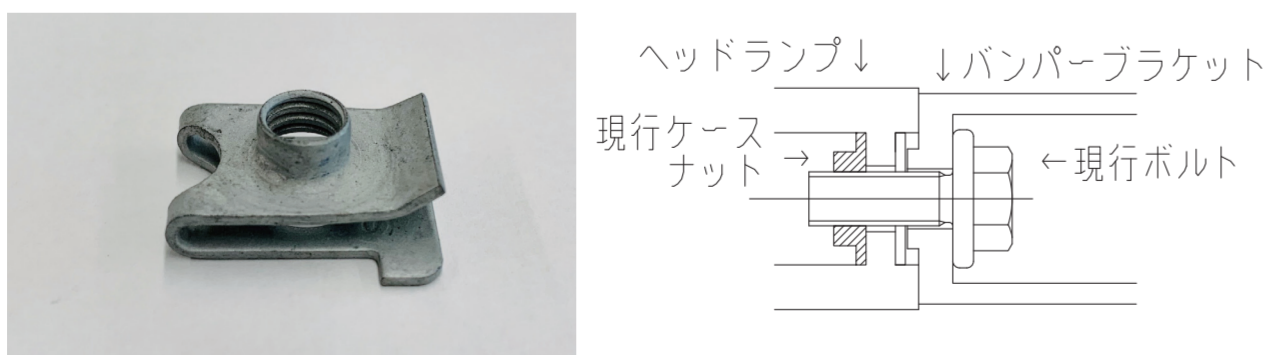 ヘッドランプ↓
↓バンパーブラケット
現行ケース
ナット →
←現行ボルト